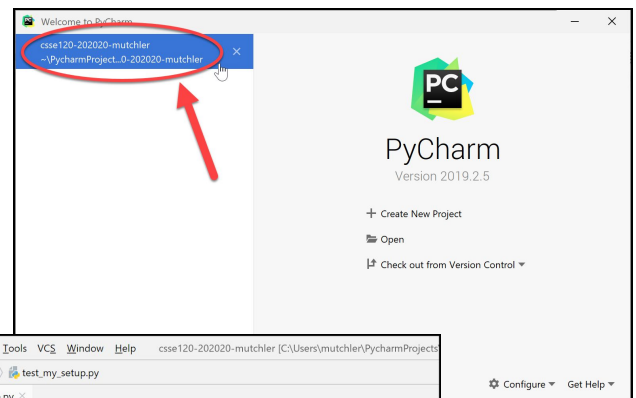 Welcome to PyCharm
csse120-202020-mutchler
~\PycharmProject...0-202020-mutchler
PC
PyCharm
Version 2019.2.5
Create New Project
Open
Check out from Version Control
Configure
Get Help
Tools VCS Window Help csse120-202020-mutchler [C:\Users\mutchler\PycharmProjects\
test_my_setup.py
.py